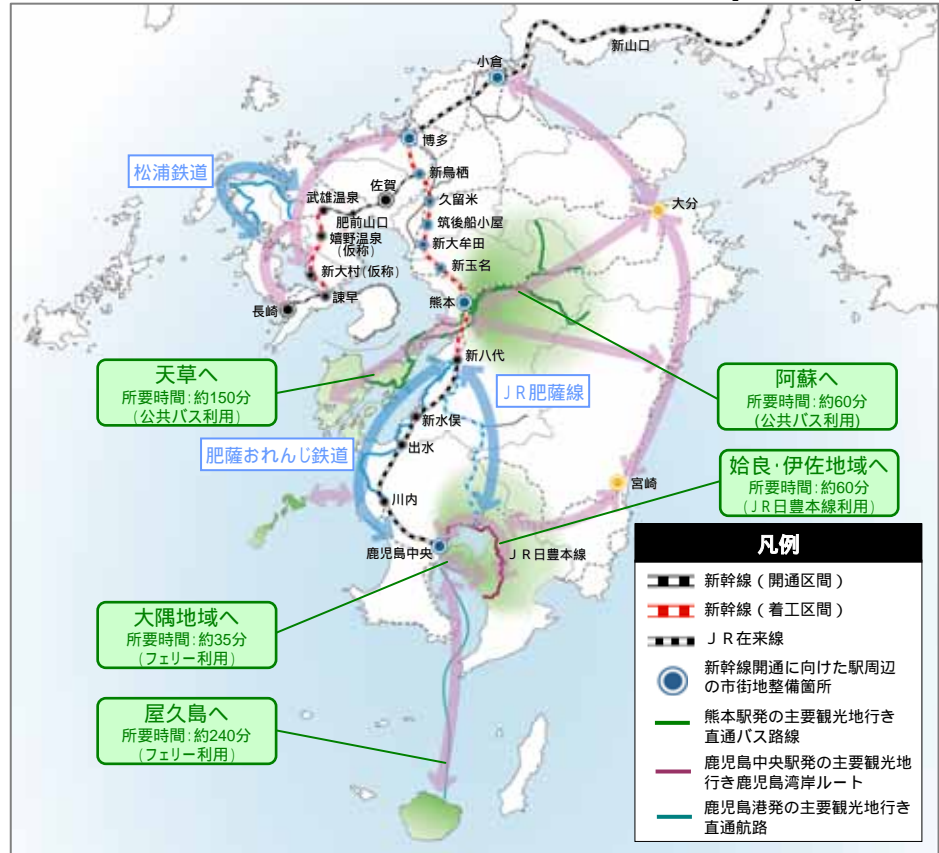 新山口
小倉
博多
松浦鉄道
新鳥栖
佐賀
武雄温泉
久留米
大分
肥前山口
筑後船小屋
嬉野温泉
(仮称)
新大牟田
新大村(仮称)
新玉名
諫早
長崎
熊本
新八代
天草へ
所要時間:約150分
(公共バス利用)
JR肥薩線
阿蘇へ
所要時間:約60分
(公共バス利用)
新水俣
出水
肥薩おれんじ鉄道
川内
宮崎
姶良・伊佐地域へ
所要時間:約60分
(JR日豊本線利用)
鹿児島中央
JR日豊本線
大隅地域へ
所要時間:約35分
(フェリー利用)
屋久島へ
所要時間:約240分
(フェリー利用)
凡例
新幹線(開通区間)
新幹線(着工区間)
JR在来線
新幹線開通に向けた駅周辺
の市街地整備箇所
熊本駅発の主要観光地行き
直通バス路線
鹿児島中央駅発の主要観光地
行き鹿児島湾岸ルート
鹿児島港発の主要観光地行き
直通航路